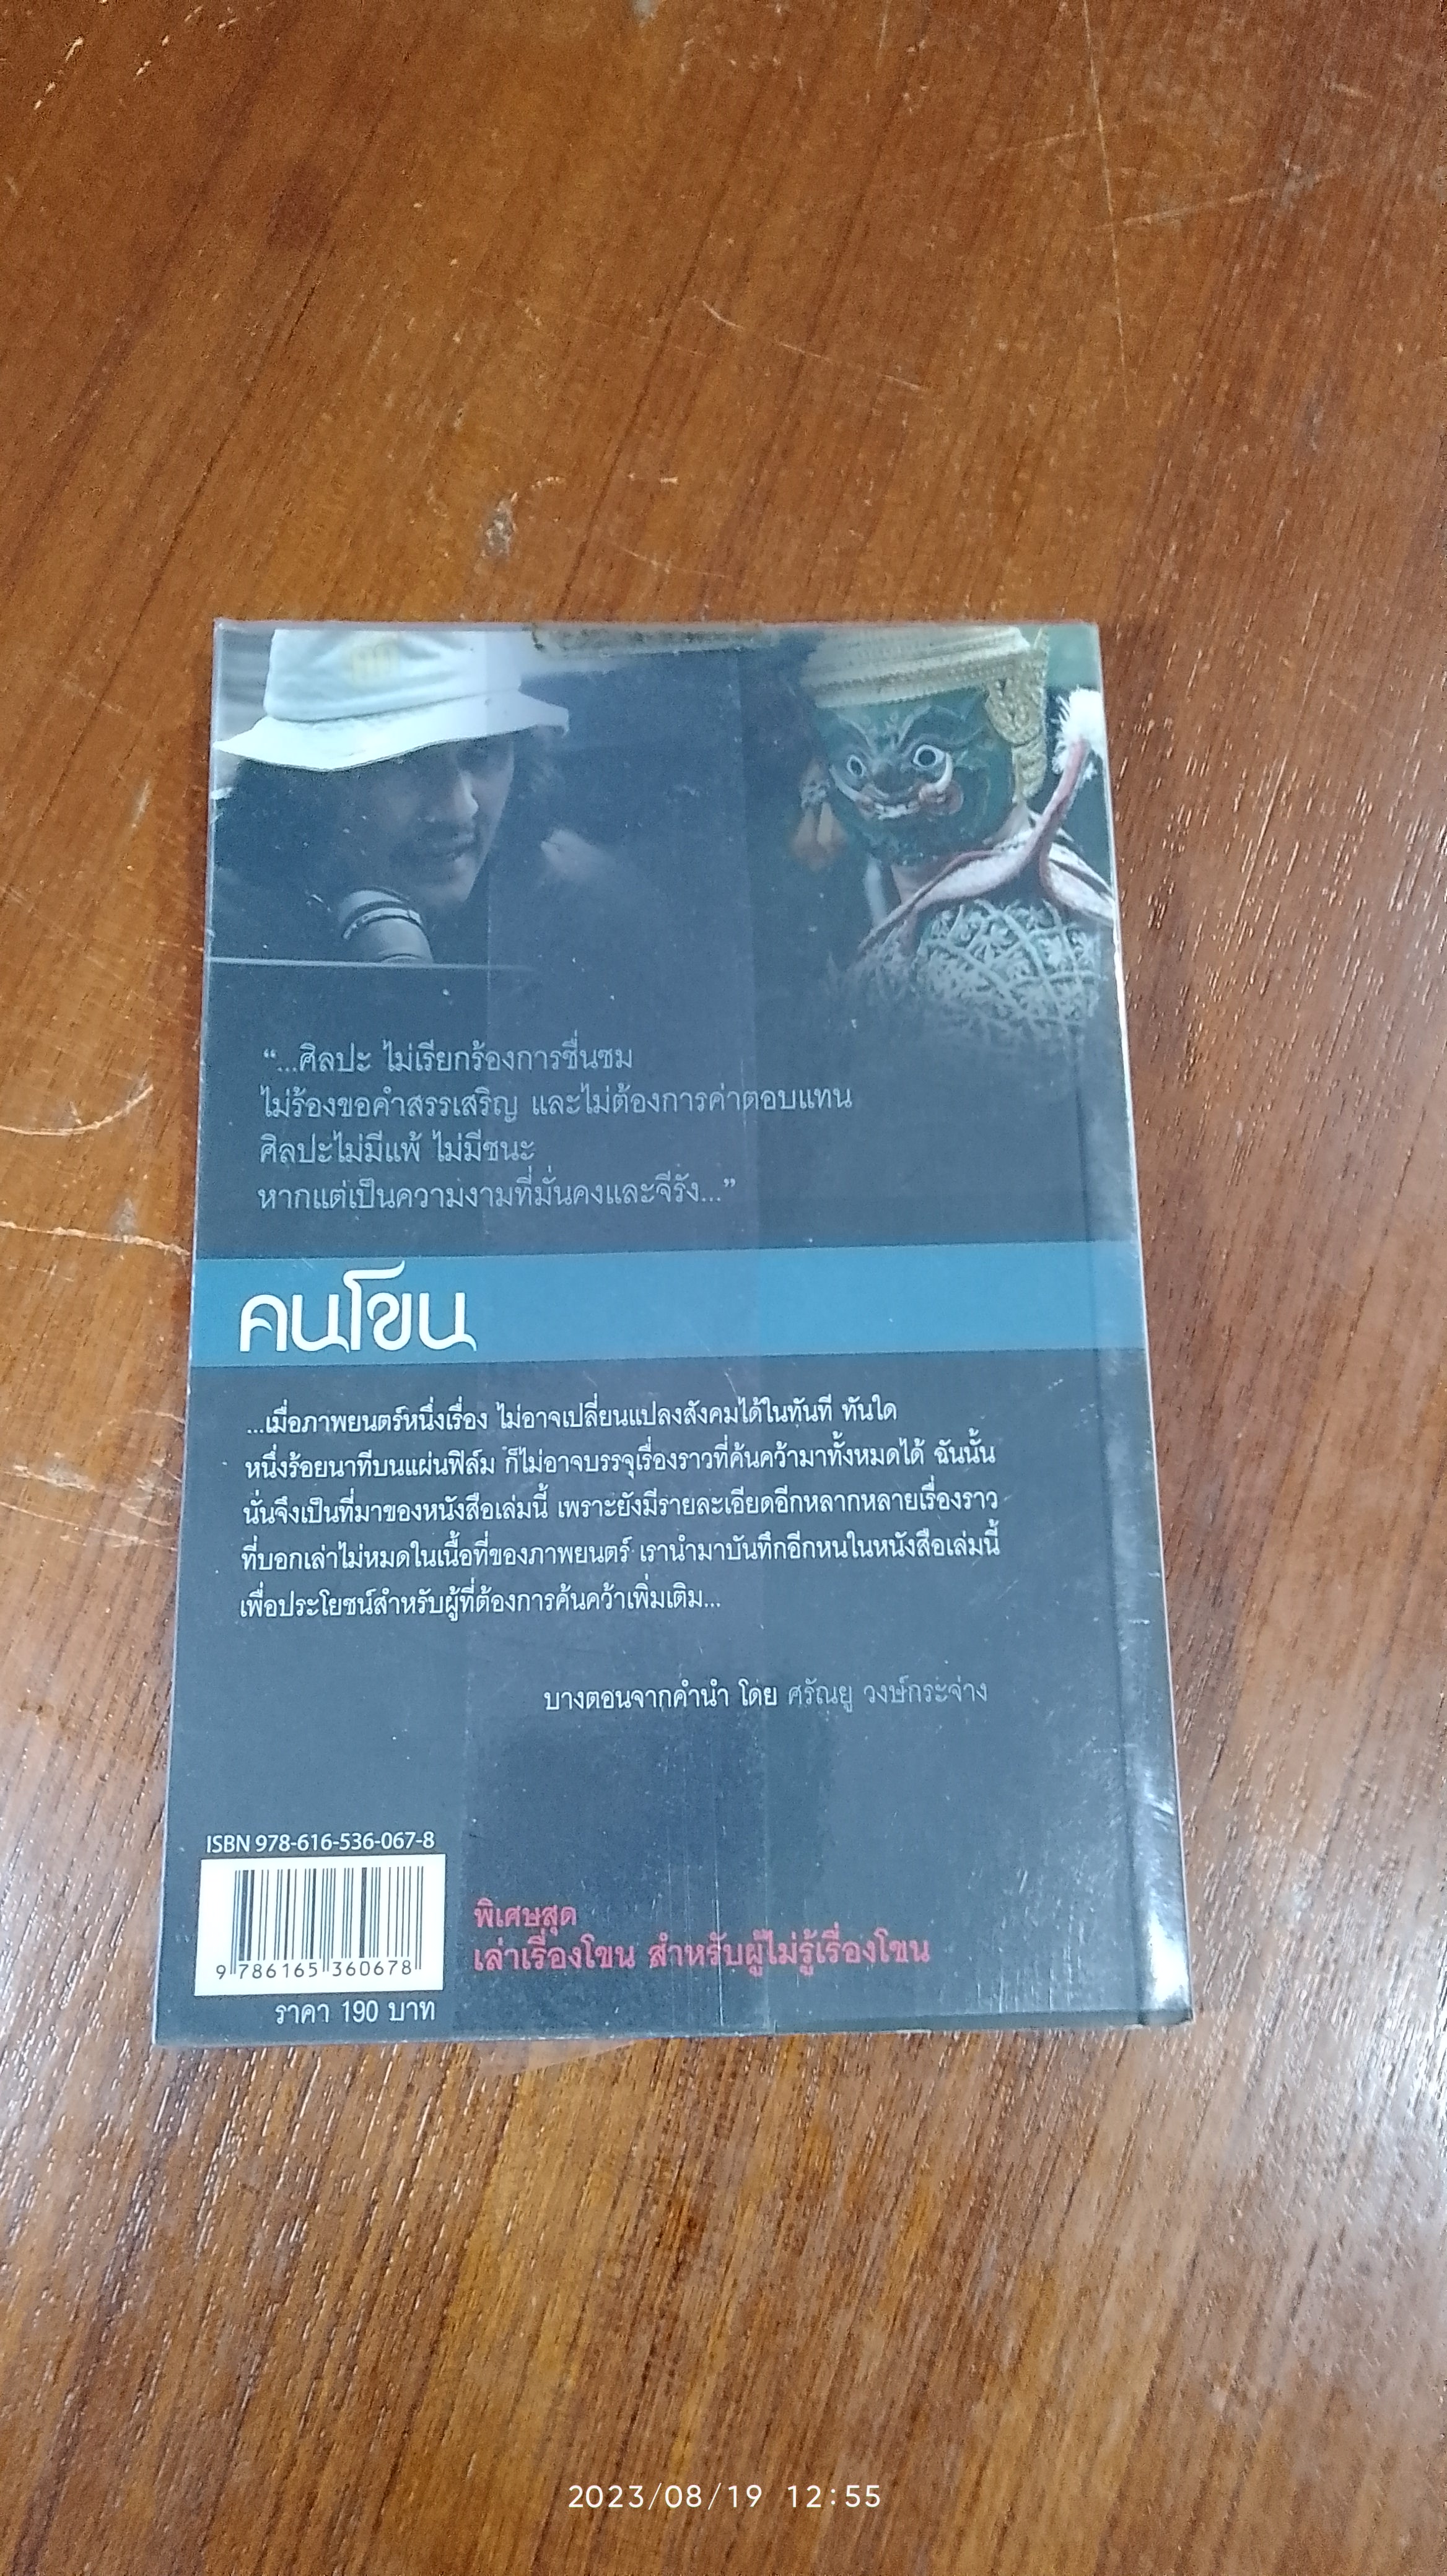 “...ศิลปะ ไม่เรียกร้องการชื่นชม
ไม่ร้องขอคำสรรเสริญ และไม่ต้องการค่าตอบแทน
ศิลปะไม่มีแพ้ ไม่มีชนะ
หากแต่เป็นความงามที่มั่นคงและจีรัง...”
คนโขน
...เมื่อภาพยนตร์หนึ่งเรื่อง ไม่อาจเปลี่ยนแปลงสังคมได้ในทันที ทันใด
หนึ่งร้อยนาทีบนแผ่นฟิล์ม ก็ไม่อาจบรรจุเรื่องราวที่ค้นคว้ามาทั้งหมดได้ ฉันนั้น
นั่นจึงเป็นที่มาของหนังสือเล่มนี้ เพราะยังมีรายละเอียดอีกหลากหลายเรื่องราว
ที่บอกเล่าไม่หมดในเนื้อที่ของภาพยนตร์ เรานำมาบันทึกอีกหนในหนังสือเล่มนี้
เพื่อประโยชน์สำหรับผู้ที่ต้องการค้นคว้าเพิ่มเติม...
บางตอนจากคำนำ โดย ศรัณยู วงษ์กระจ่าง
ISBN 978-616-536-067-8
9 786165 360678
ราคา 190 บาท
พิเศษสุด
เล่าเรื่องโขน สำหรับผู้ไม่รู้เรื่องโขน
2023/08/19 12:55